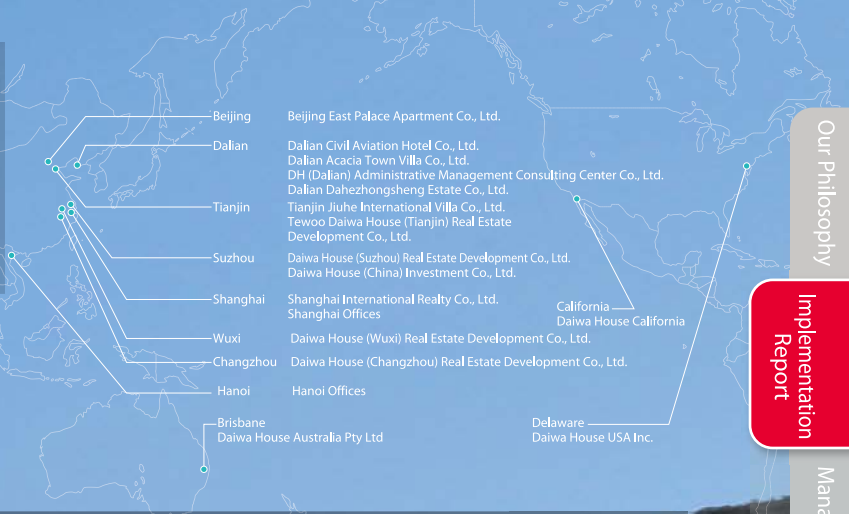 Beijing Beijing East Palace Apartment Co., Ltd.
Dalian Dalian Civil Aviation Hotel Co., Ltd.
Dalian Acacia Town Villa Co., Ltd.
DH (Dalian) Administrative Management Consulting Center Co., Ltd.
Dalian Dahezhongsheng Estate Co., Ltd.
Tianjin Tianjin Jiuhe International Villa Co., Ltd.
Tewoo Daiwa House (Tianjin) Real Estate
Development Co., Ltd.
Suzhou Daiwa House (Suzhou) Real Estate Development Co., Ltd.
Daiwa House (China) Investment Co., Ltd.
Shanghai Shanghai International Realty Co., Ltd.
Shanghai Offices
Wuxi Daiwa House (Wuxi) Real Estate Development Co., Ltd.
Changzhou Daiwa House (Changzhou) Real Estate Development Co., Ltd.
Hanoi Hanoi Offices
Brisbane
Daiwa House Australia Pty Ltd
California
Daiwa House California
Delaware
Daiwa House USA Inc.
Our Philosophy
Implementation
Report